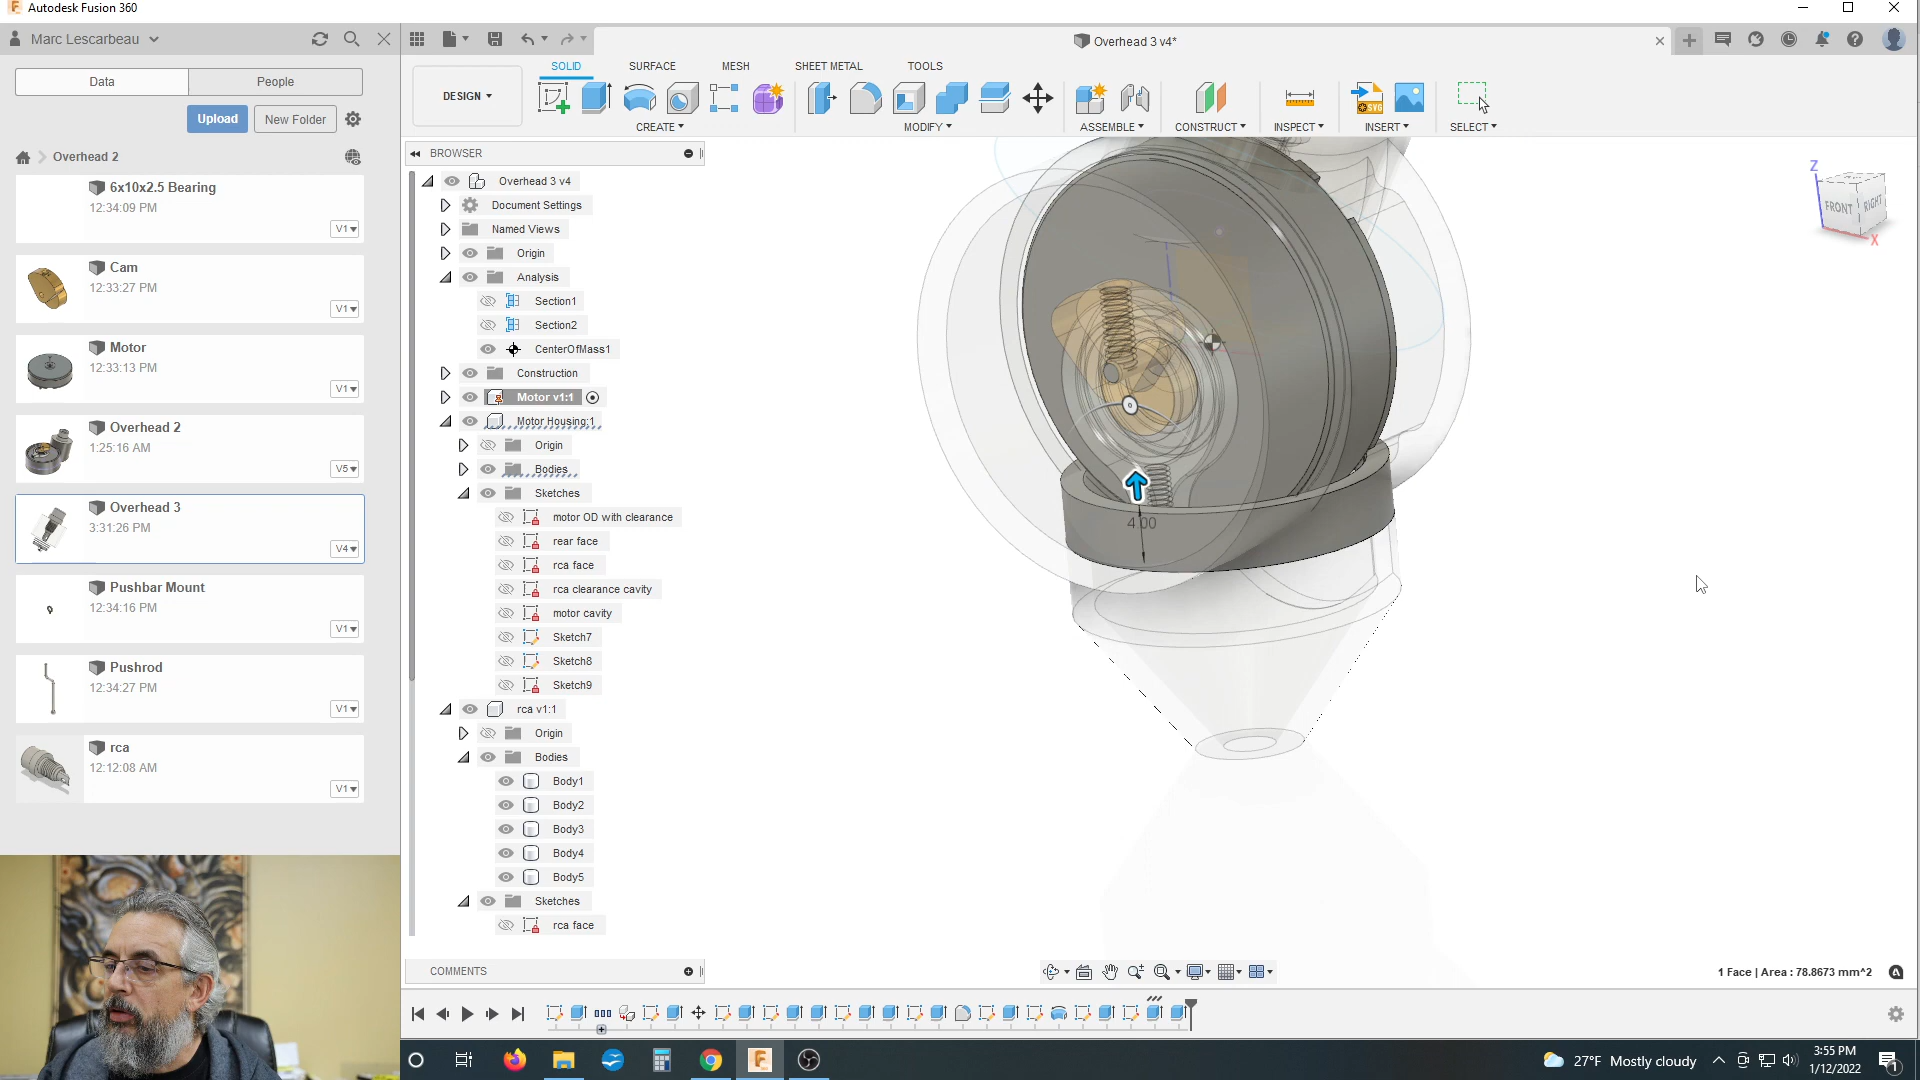 Autodesk Fusion 360
Marc Lescarbeau
Data
People
Upload
New Folder
Overhead 2
6x10x2.5 Bearing
12:34:09 PM
V1
Cam
12:33:27 PM
V1
Motor
12:33:13 PM
V1
Overhead 2
1:25:16 AM
V5
Overhead 3
3:31:26 PM
V4
Pushbar Mount
12:34:16 PM
V1
Pushrod
12:34:27 PM
V1
rca
12:12:08 AM
V1
Overhead 3 v4*
DESIGN
SOLID
SURFACE
MESH
SHEET METAL
TOOLS
CREATE
MODIFY
ASSEMBLE
CONSTRUCT
INSPECT
INSERT
SELECT
SVG
BROWSER
Overhead 3 v4
Document Settings
Named Views
Origin
Analysis
Section1
Section2
CenterOfMass1
Construction
Motor v1:1
Motor Housing:1
Origin
Bodies
Sketches
motor OD with clearance
rear face
rca face
rca clearance cavity
motor cavity
Sketch7
Sketch8
Sketch9
rca v1:1
Origin
Bodies
Body1
Body2
Body3
Body4
Body5
Sketches
rca face
COMMENTS
4.00
Z
FRONT
RIGHT
X
1 Face | Area : 78.8673 mm^2
27°F Mostly cloudy
3:55 PM
1/12/2022
1